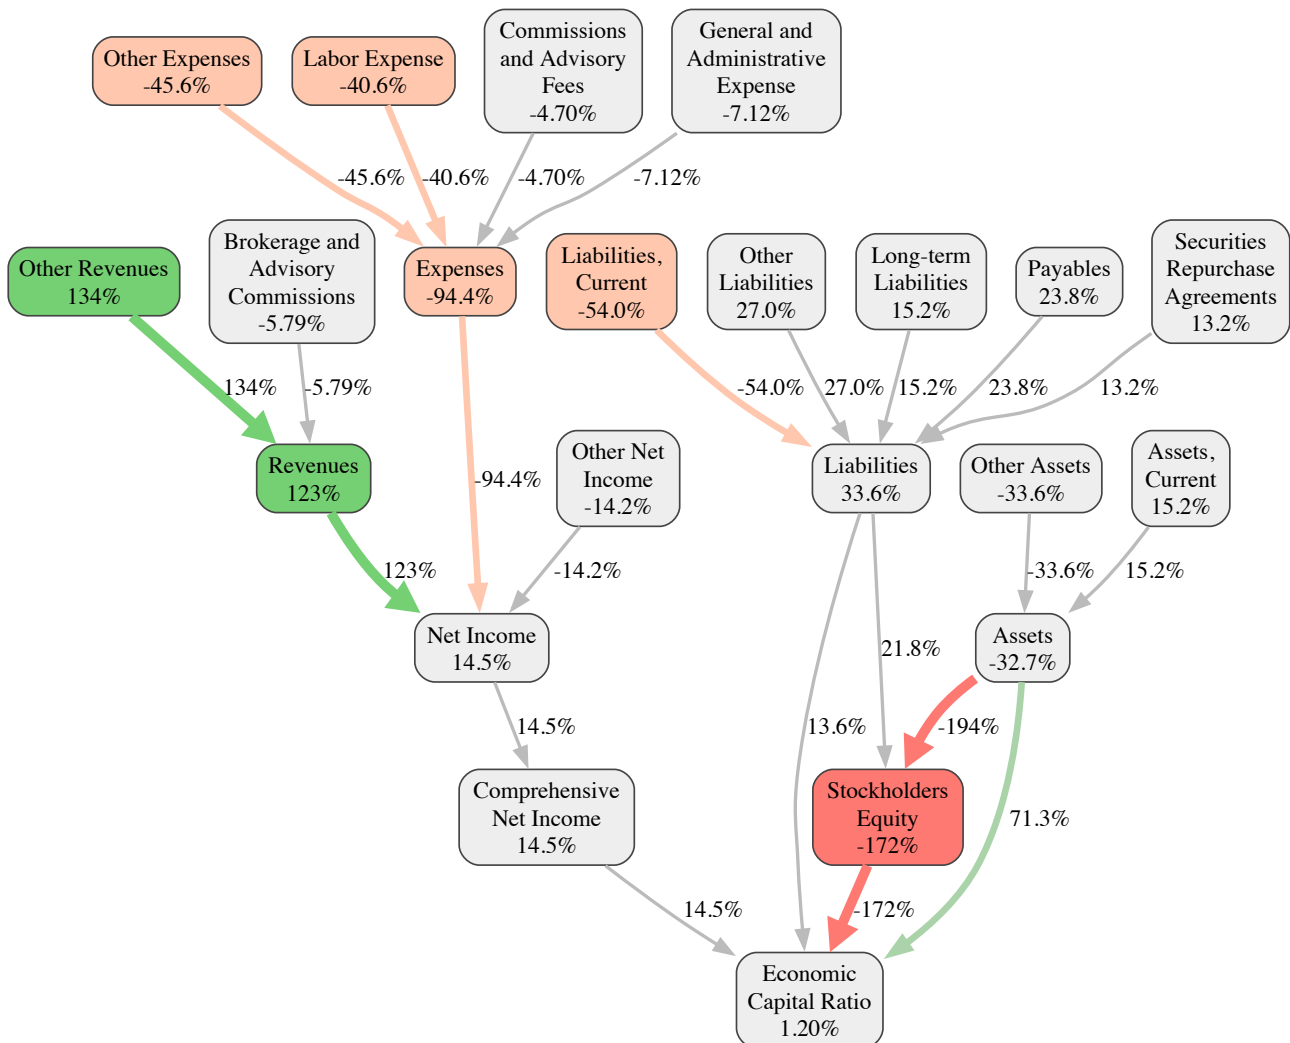 Other Expenses
-45.6%
Labor Expense
-40.6%
Commissions
and Advisory
Fees
-4.70%
General and
Administrative
Expense
-7.12%
-45.6%
-40.6%
-4.70%
-7.12%
Other Revenues
134%
Brokerage and
Advisory
Commissions
-5.79%
Expenses
-94.4%
Liabilities,
Current
-54.0%
Other
Liabilities
27.0%
Long-term
Liabilities
15.2%
Payables
23.8%
Securities
Repurchase
Agreements
13.2%
134%
-5.79%
-54.0%
27.0%
15.2%
23.8%
13.2%
Revenues
123%
-94.4%
Other Net
Income
-14.2%
Liabilities
33.6%
Other Assets
-33.6%
Assets,
Current
15.2%
123%
-14.2%
-33.6%
15.2%
Net Income
14.5%
21.8%
Assets
-32.7%
14.5%
13.6%
-194%
Comprehensive
Net Income
14.5%
Stockholders
Equity
-172%
71.3%
14.5%
-172%
Economic
Capital Ratio
1.20%